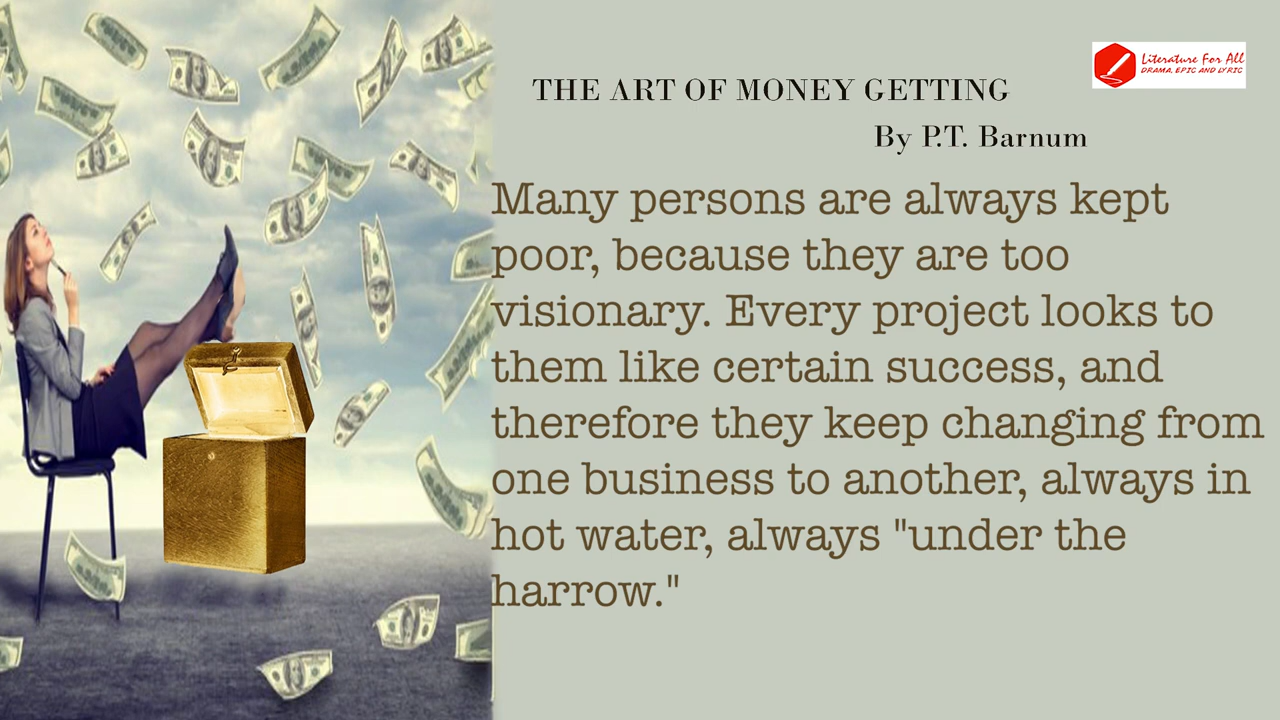 THE ART OF MONEY GETTING
By P.T. Barnum
Literature For All
DRAMA, EPIC AND LYRIC
Many persons are always kept
poor, because they are too
visionary. Every project looks to
them like certain success, and
therefore they keep changing from
one business to another, always in
hot water, always "under the
harrow."